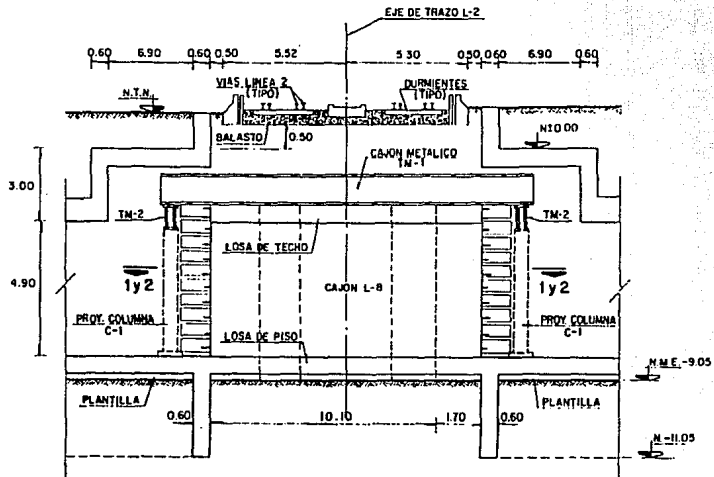 EJE DE TRAZO L-2
0.60 6.90 0.60 0.50 5.52 5.30 0.50 0.60 6.90 0.60
N.T.N.
VIAS LINEA 2
(TIPO)
DURMIENTES
(TIPO)
BALASTO
0.50
N±0.00
CAJON METALICO
TM-1
3.00
TM-2
TM-2
LOSA DE TECHO
4.90
1y2
CAJON L-8
1y2
PROY. COLUMNA
C-1
PROY. COLUMNA
C-1
LOSA DE PISO
N.M.E.-9.05
PLANTILLA
PLANTILLA
0.60
10.10
1.70
0.60
N.-11.05